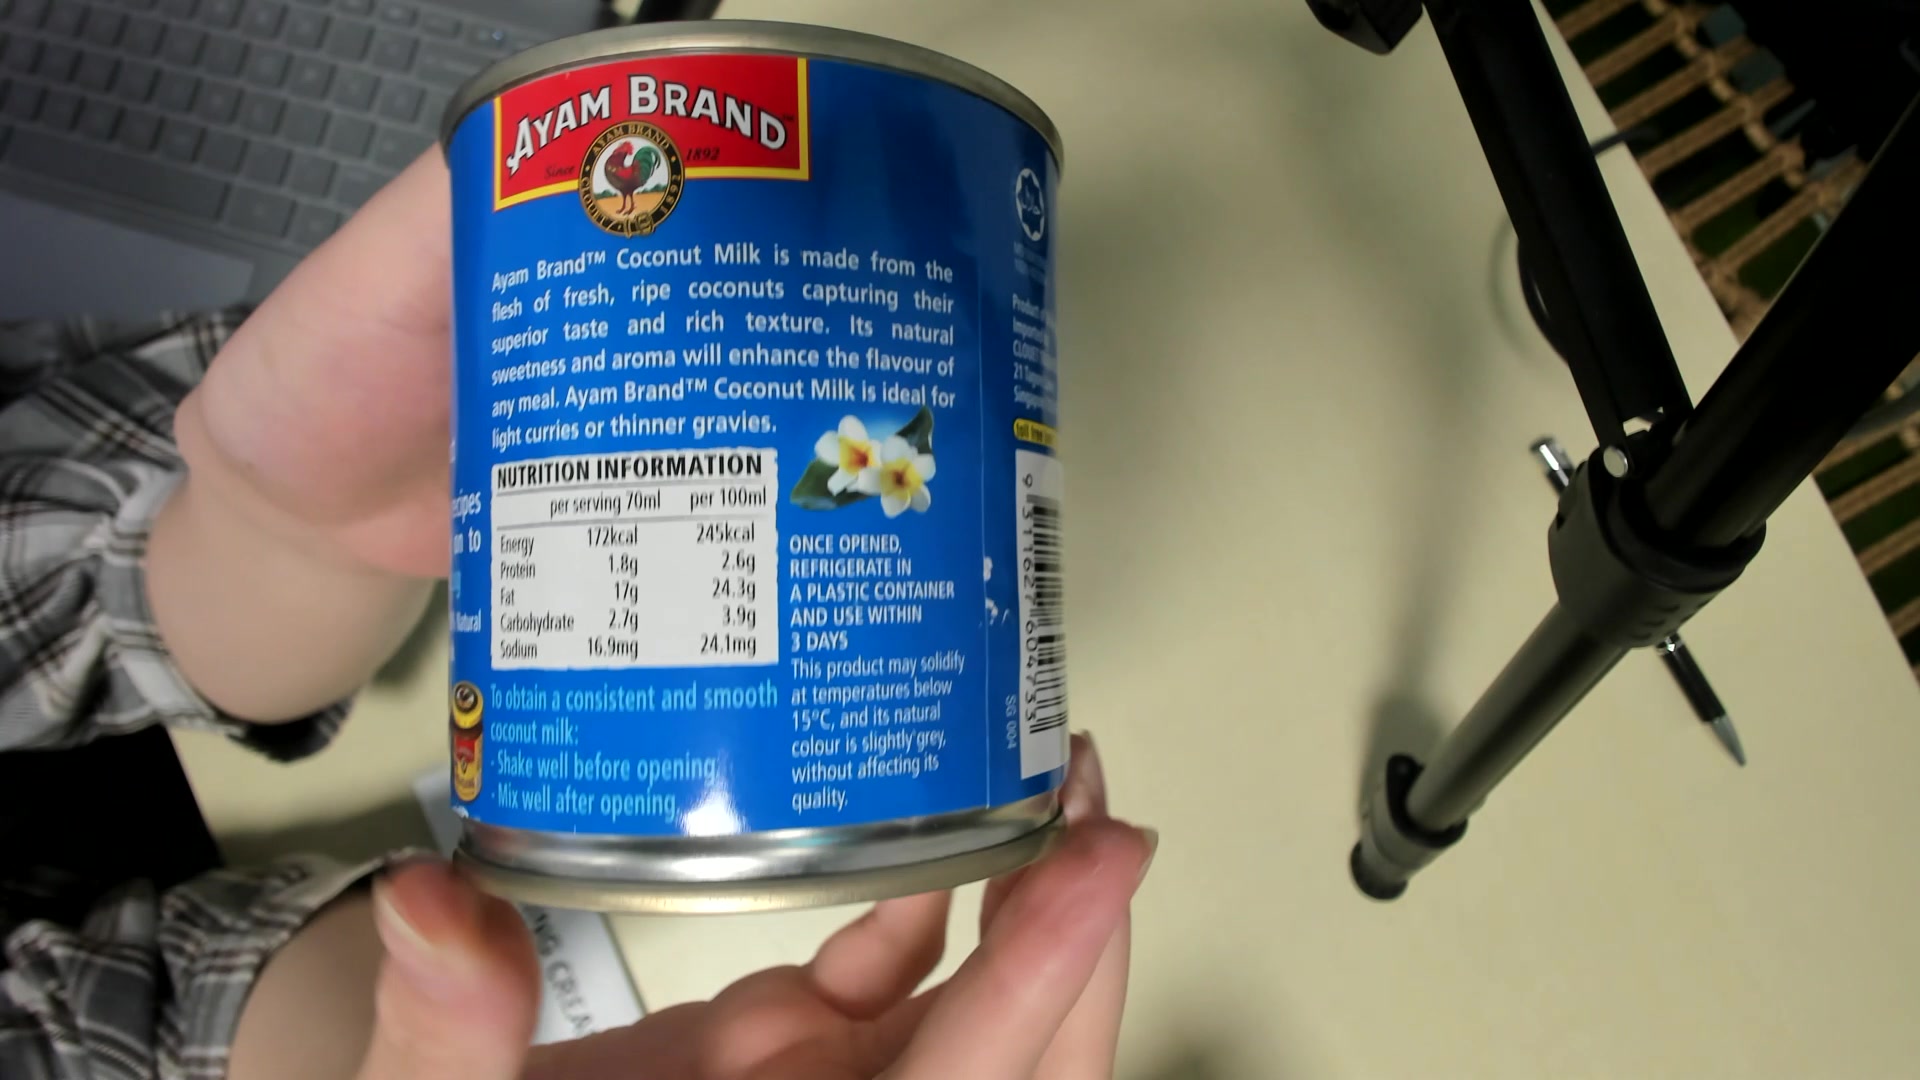 AYAM BRAND
AYAM BRAND
Since 1892
Ayam Brand™ Coconut Milk is made from the
flesh of fresh, ripe coconuts capturing their
superior taste and rich texture. Its natural
sweetness and aroma will enhance the flavour of
any meal. Ayam Brand™ Coconut Milk is ideal for
light curries or thinner gravies.
NUTRITION INFORMATION
per serving 70ml per 100ml
Energy 172kcal 245kcal
Protein 1.8g 2.6g
Fat 17g 24.3g
Carbohydrate 2.7g 3.9g
Sodium 16.9mg 24.1mg
To obtain a consistent and smooth
coconut milk:
- Shake well before opening.
- Mix well after opening.
ONCE OPENED,
REFRIGERATE IN
A PLASTIC CONTAINER
AND USE WITHIN
3 DAYS
This product may solidify
at temperatures below
15°C, and its natural
colour is slightly grey,
without affecting its
quality.
SG 004
9 311627 604733